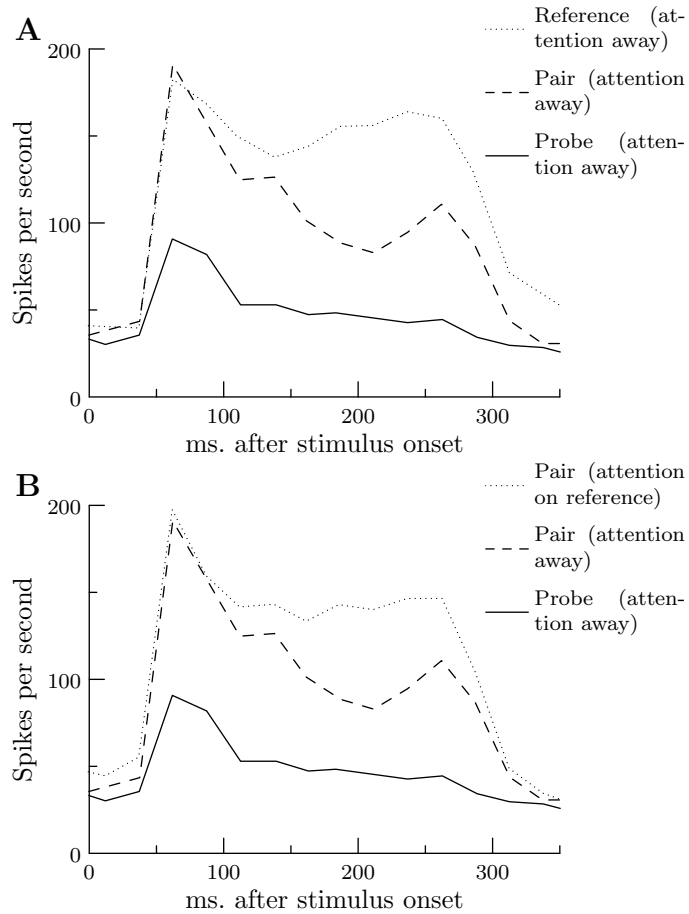 A
Reference (at-
tention away)
Pair (attention
away)
Probe (atten-
tion away)
200
100
0
Spikes per second
0 100 200 300
ms. after stimulus onset
B
Pair (attention
on reference)
Pair (attention
away)
Probe (atten-
tion away)
200
100
0
Spikes per second
0 100 200 300
ms. after stimulus onset